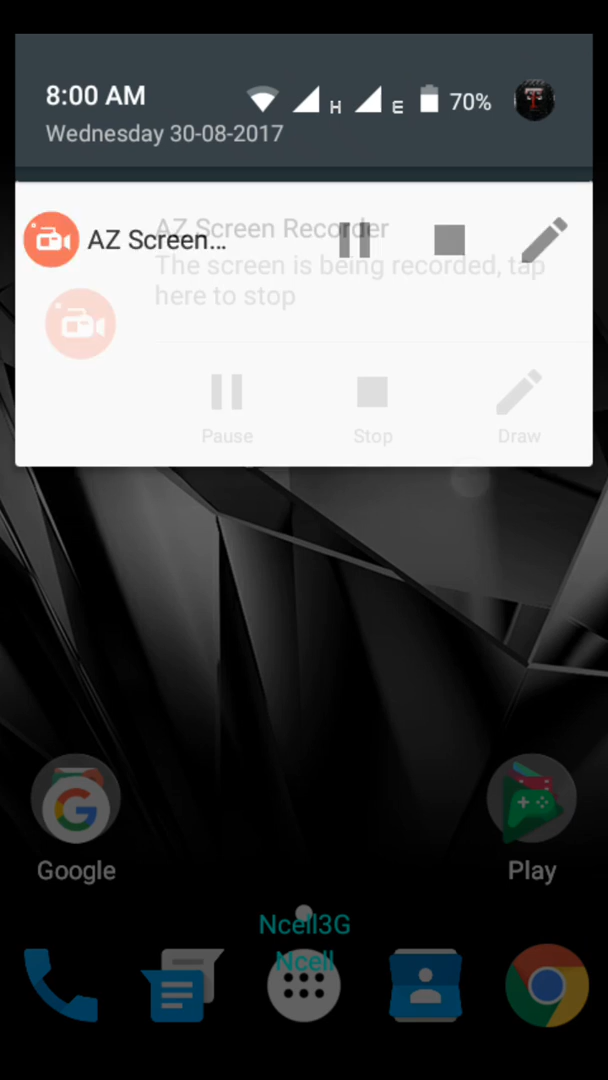 8:00 AM
H
E
70%
Wednesday 30-08-2017
AZ Screen...
AZ Screen Recorder
The screen is being recorded, tap
here to stop
Pause
Stop
Draw
Google
Play
Ncell3G
Ncell